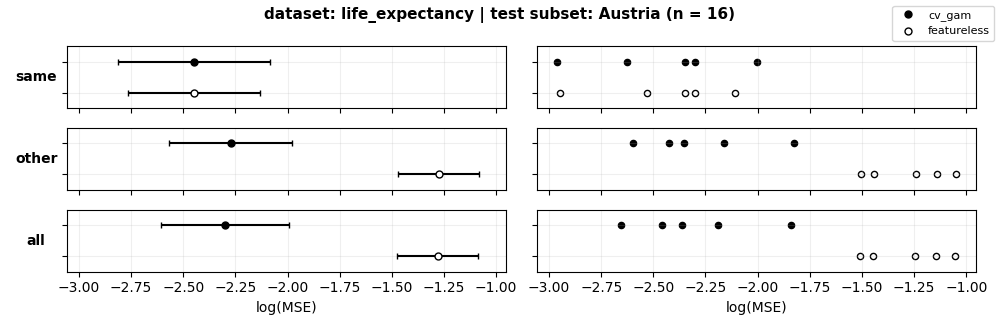 dataset: life_expectancy | test subset: Austria (n = 16)
cv_gam
featureless
same
other
all
−3.00 −2.75 −2.50 −2.25 −2.00 −1.75 −1.50 −1.25 −1.00
−3.00 −2.75 −2.50 −2.25 −2.00 −1.75 −1.50 −1.25 −1.00
log(MSE)
log(MSE)